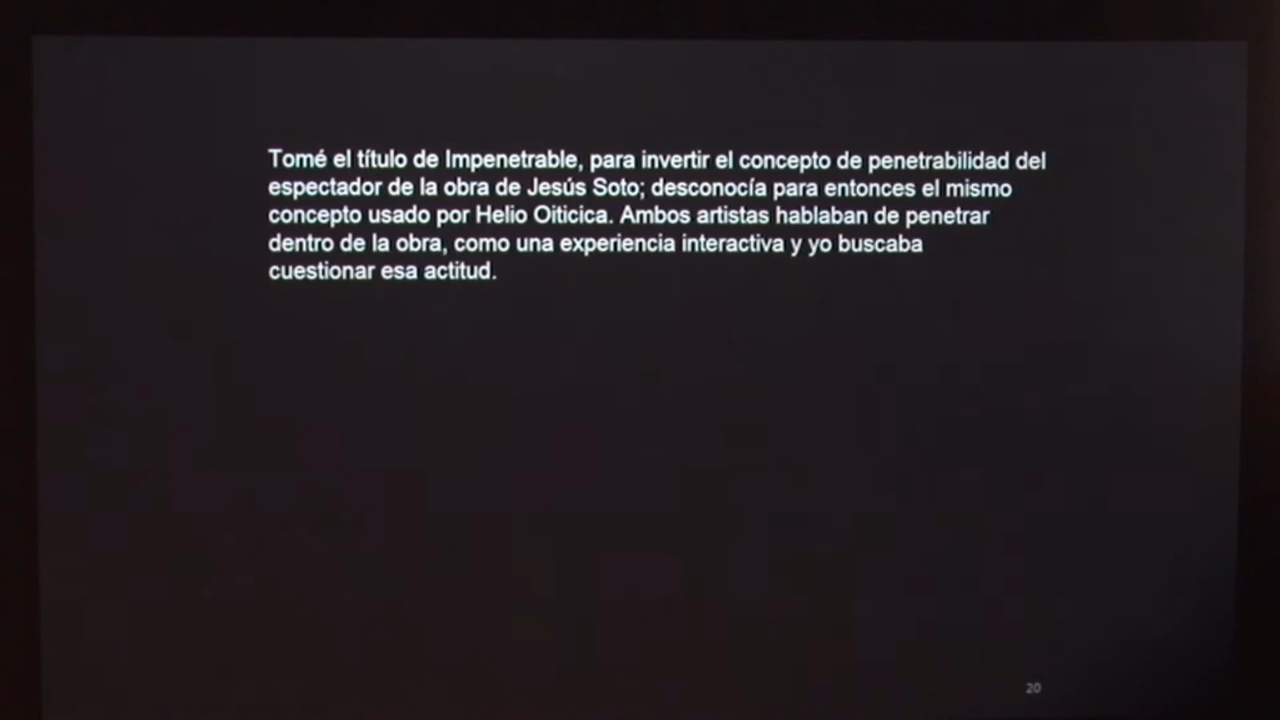 Tomé el título de Impenetrable, para invertir el concepto de penetrabilidad del
espectador de la obra de Jesús Soto; desconocía para entonces el mismo
concepto usado por Helio Oiticica. Ambos artistas hablaban de penetrar
dentro de la obra, como una experiencia interactiva y yo buscaba
cuestionar esa actitud.
20